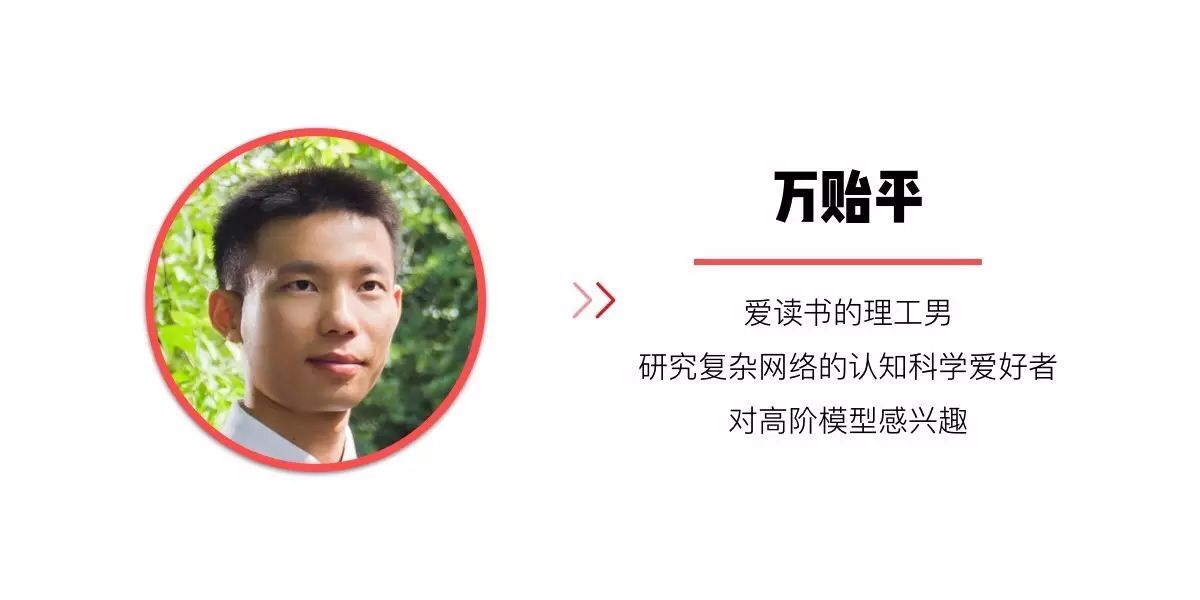 万贻平
爱读书的理工男
研究复杂网络的认知科学爱好者
对高阶模型感兴趣